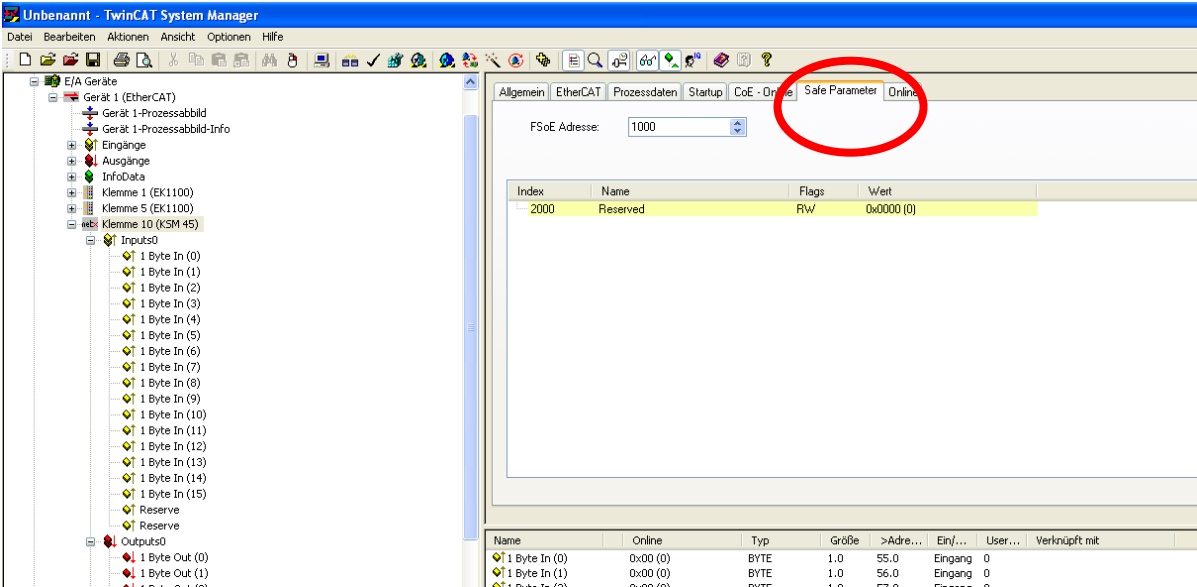 Unbenannt - TwinCAT System Manager
Datei Bearbeiten Aktionen Ansicht Optionen Hilfe
E/A Geräte
Gerät 1 (EtherCAT)
Gerät 1-Prozessabbild
Gerät 1-Prozessabbild-Info
Eingänge
Ausgänge
InfoData
Klemme 1 (EK1100)
Klemme 5 (EK1100)
Klemme 10 (KSM 45)
Inputs0
1 Byte In (0)
1 Byte In (1)
1 Byte In (2)
1 Byte In (3)
1 Byte In (4)
1 Byte In (5)
1 Byte In (6)
1 Byte In (7)
1 Byte In (8)
1 Byte In (9)
1 Byte In (10)
1 Byte In (11)
1 Byte In (12)
1 Byte In (13)
1 Byte In (14)
1 Byte In (15)
Reserve
Reserve
Outputs0
1 Byte Out (0)
1 Byte Out (1)
Allgemein EtherCAT Prozessdaten Startup CoE - Online Safe Parameter Online
FSoE Adresse: 1000
Index Name Flags Wert
2000 Reserved RW 0x0000 (0)
Name Online Typ Größe >Adre... Ein/... User... Verknüpft mit
1 Byte In (0) 0x00 (0) BYTE 1.0 55.0 Eingang 0
1 Byte In (1) 0x00 (0) BYTE 1.0 56.0 Eingang 0